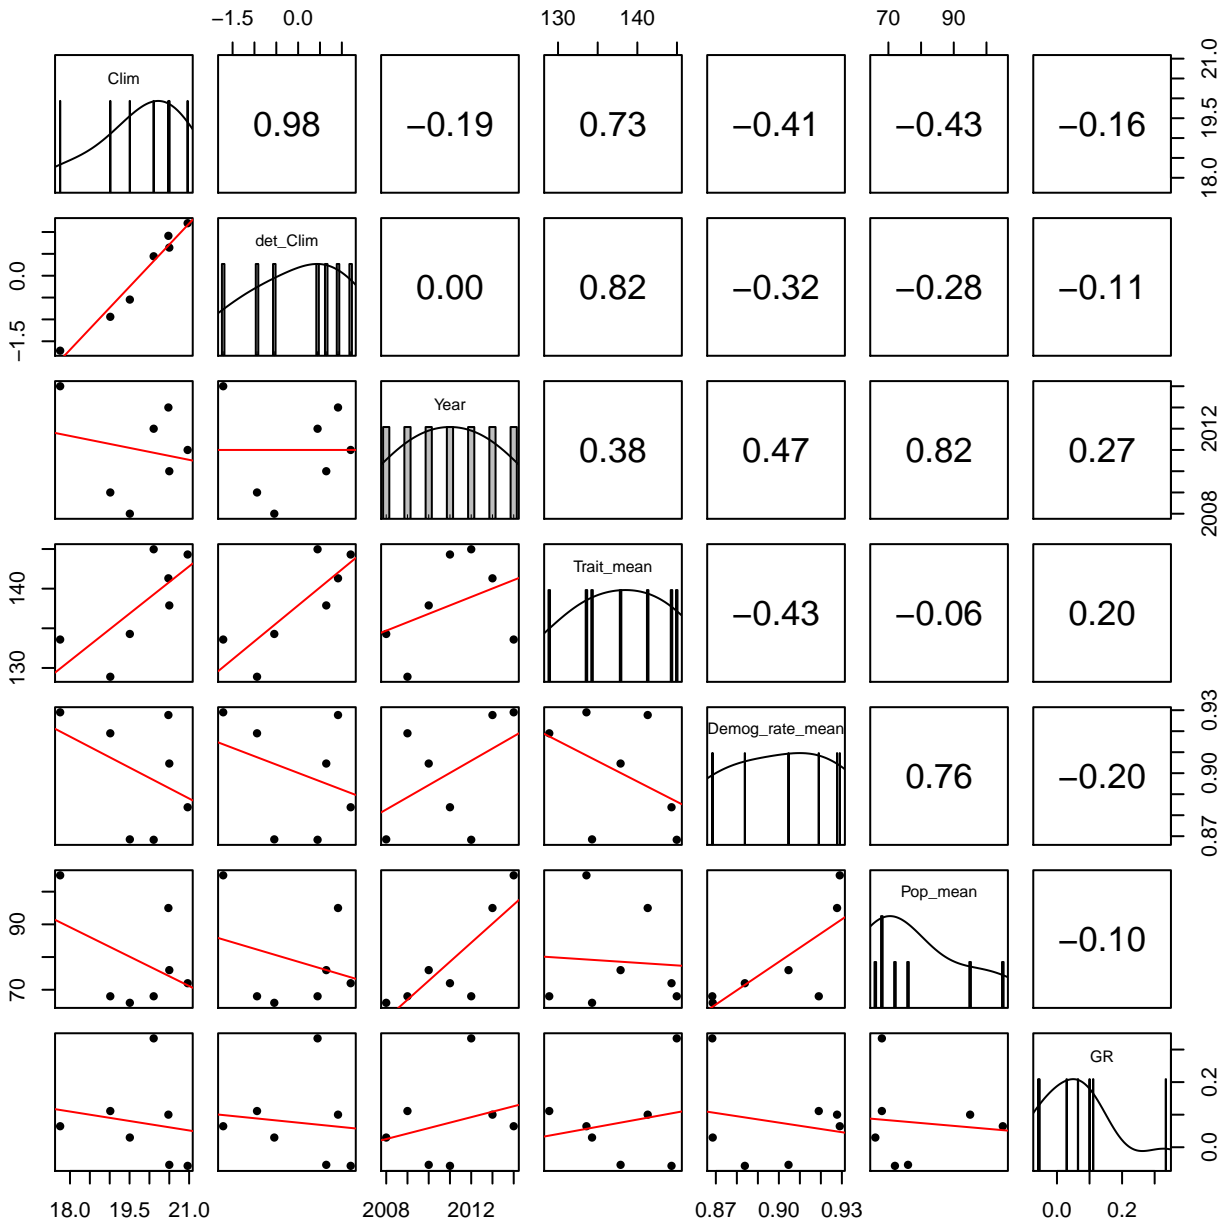 −1.5 0.0 130 140 70 90
Clim 0.98 −0.19 0.73 −0.41 −0.43 −0.16 18.0 19.5 21.0
−1.5 0.0 det_Clim 0.00 0.82 −0.32 −0.28 −0.11
Year 0.38 0.47 0.82 0.27 2008 2012
130 140 Trait_mean −0.43 −0.06 0.20
Demog_rate_mean 0.76 −0.20 0.87 0.90 0.93
70 90 Pop_mean −0.10
GR 0.0 0.2
18.0 19.5 21.0 2008 2012 0.87 0.90 0.93 0.0 0.2